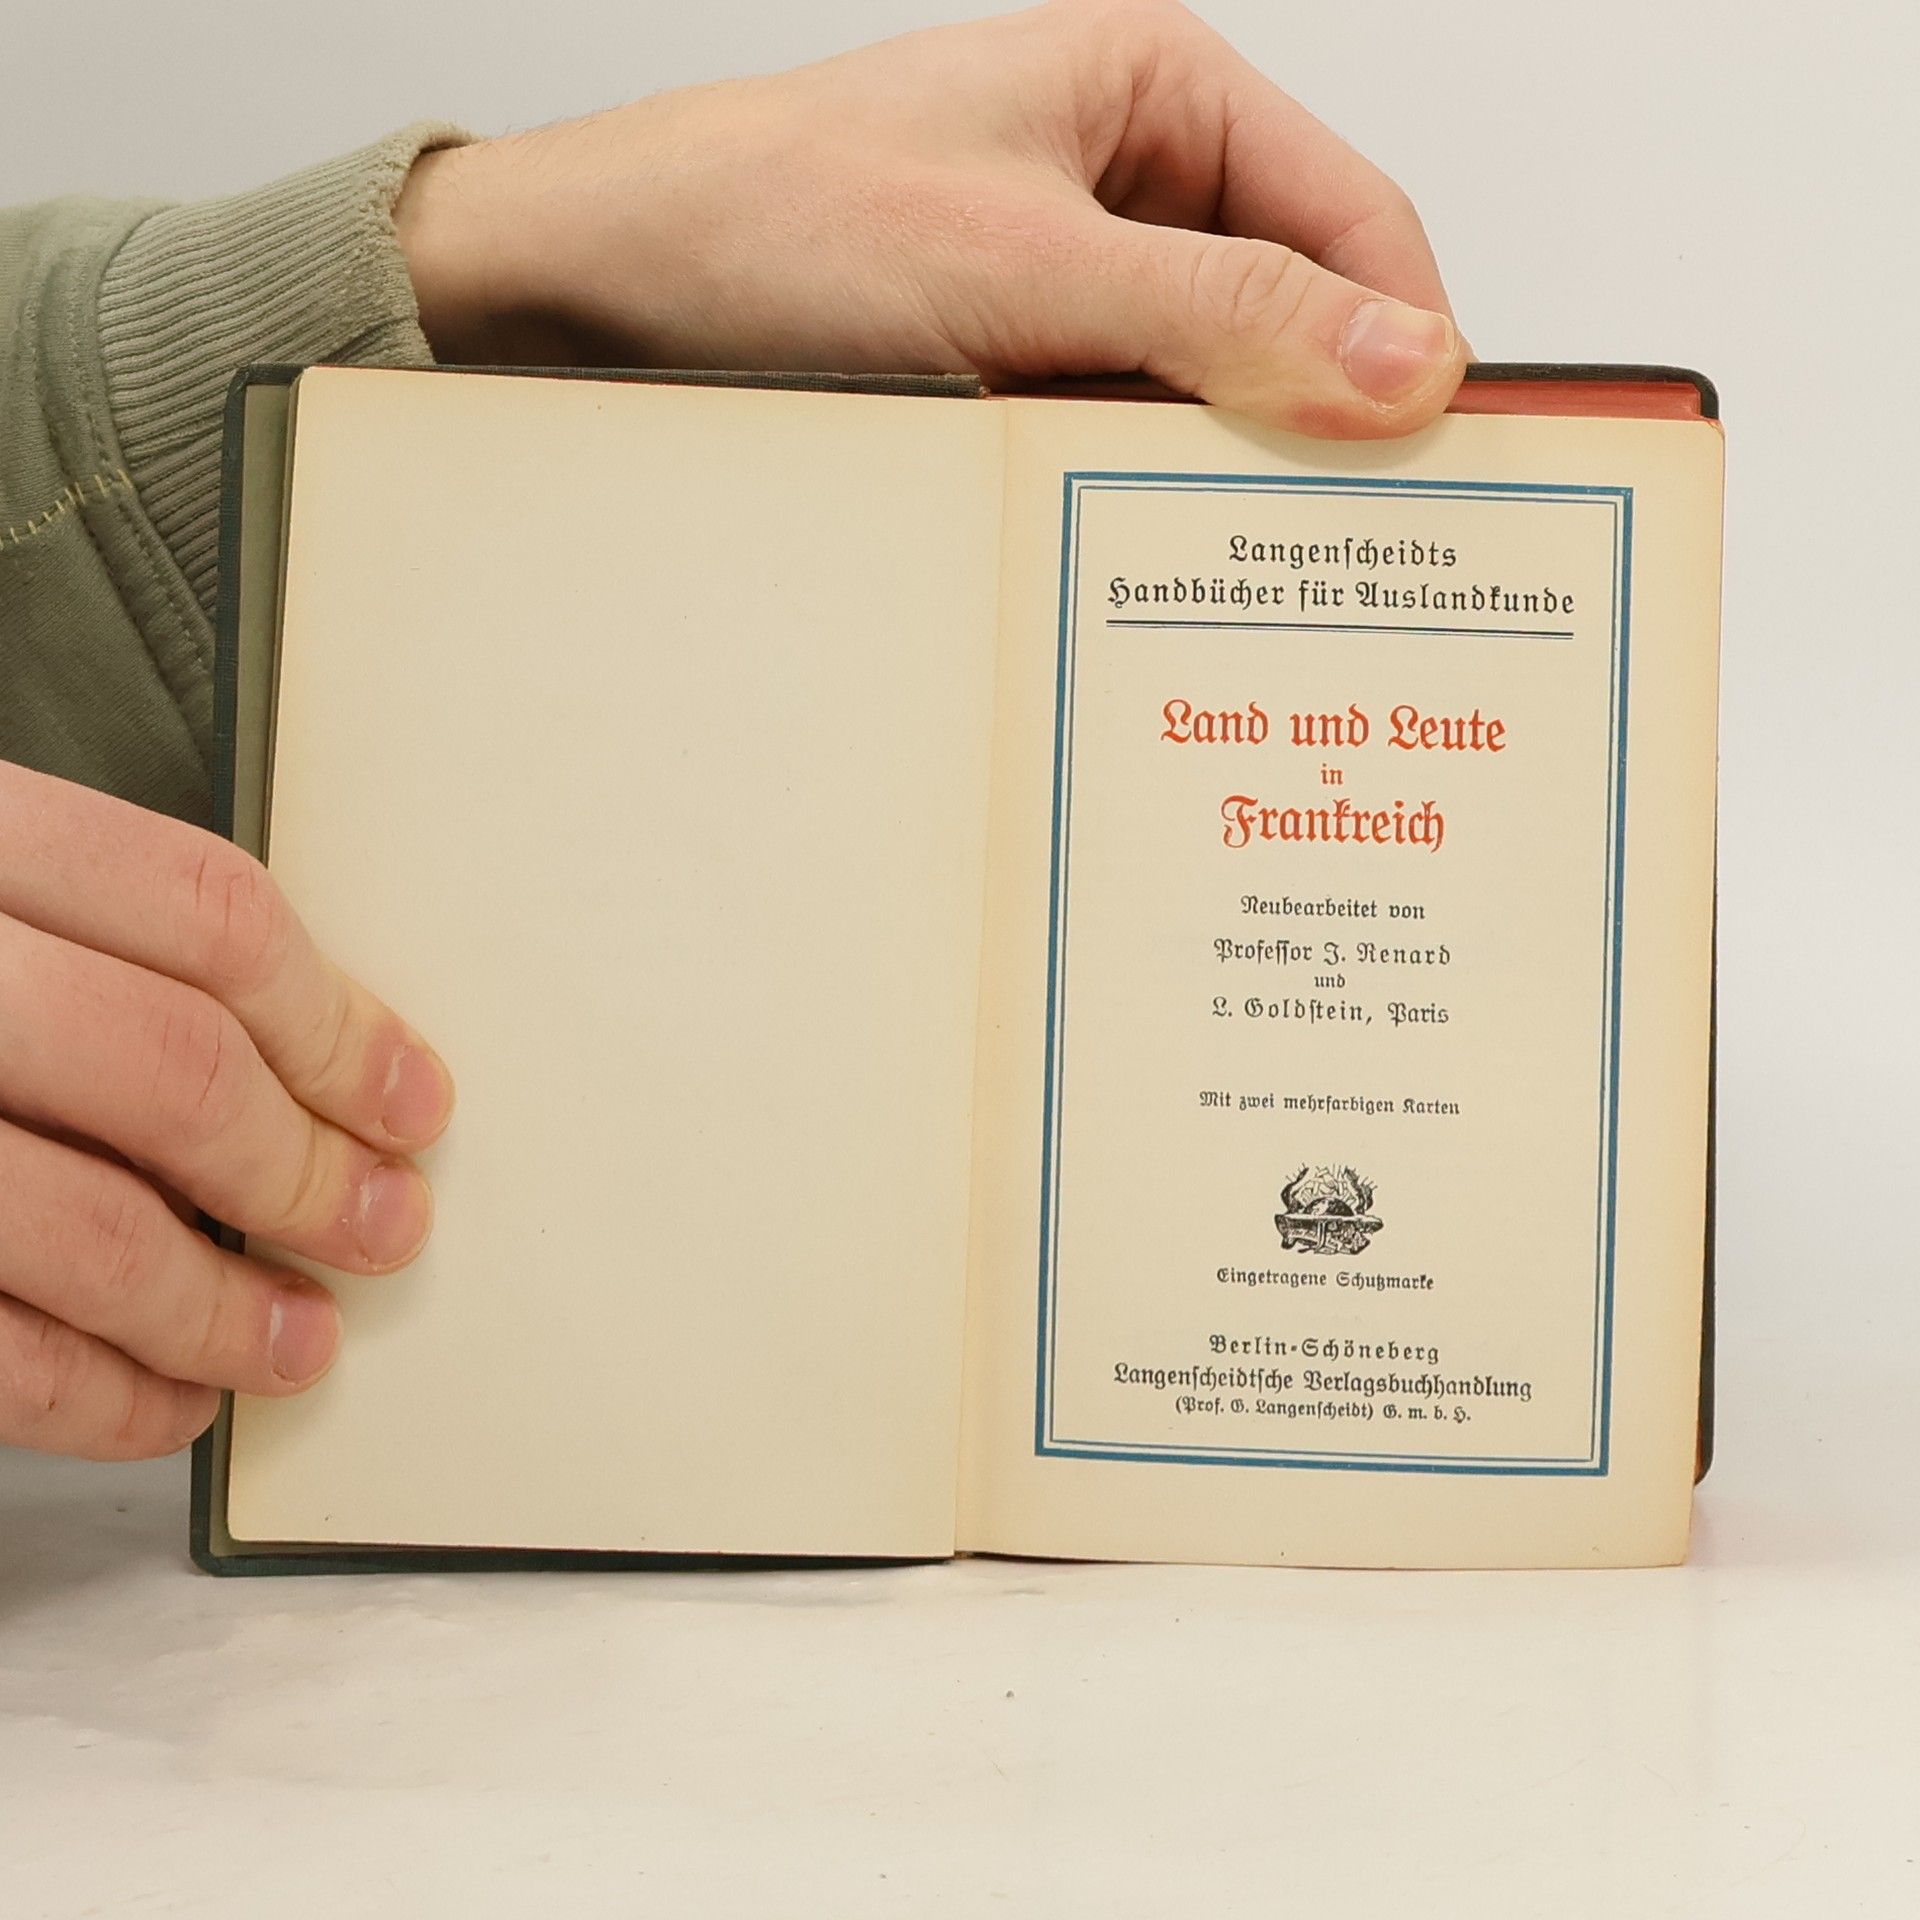 Langenſcheidts
Handbücher für Auslandkunde
Land und Leute
in
Frankreich
Neubearbeitet von
Profeſſor J. Renard
und
L. Goldſtein, Paris
Mit zwei mehrfarbigen Karten
Eingetragene Schutzmarke
Berlin-Schöneberg
Langenſcheidtſche Verlagsbuchhandlung
(Prof. G. Langenſcheidt) G. m. b. H.